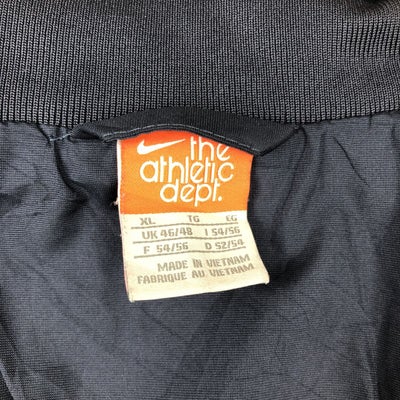 the
athletic
dept.
XL TG EG
UK 46/48 I 54/56
F 54/56 D 52/54
MADE IN VIETNAM
FABRIQUE AU VIETNAM